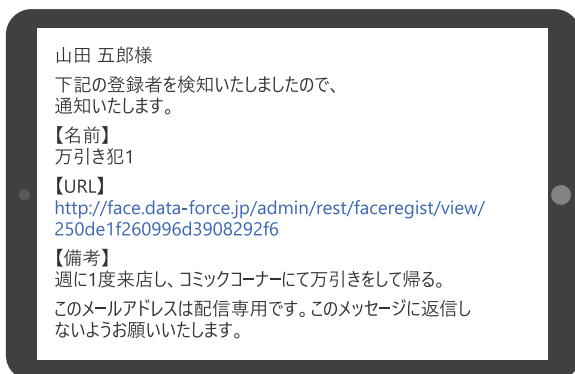 山田 五郎様
下記の登録者を検知いたしましたので、
通知いたします。
【名前】
万引き犯1
【URL】
http://face.data-force.jp/admin/rest/faceregist/view/
250de1f260996d3908292f6
【備考】
週に1度来店し、コミックコーナーにて万引きをして帰る。
このメールアドレスは配信専用です。このメッセージに返信し
ないようお願いいたします。